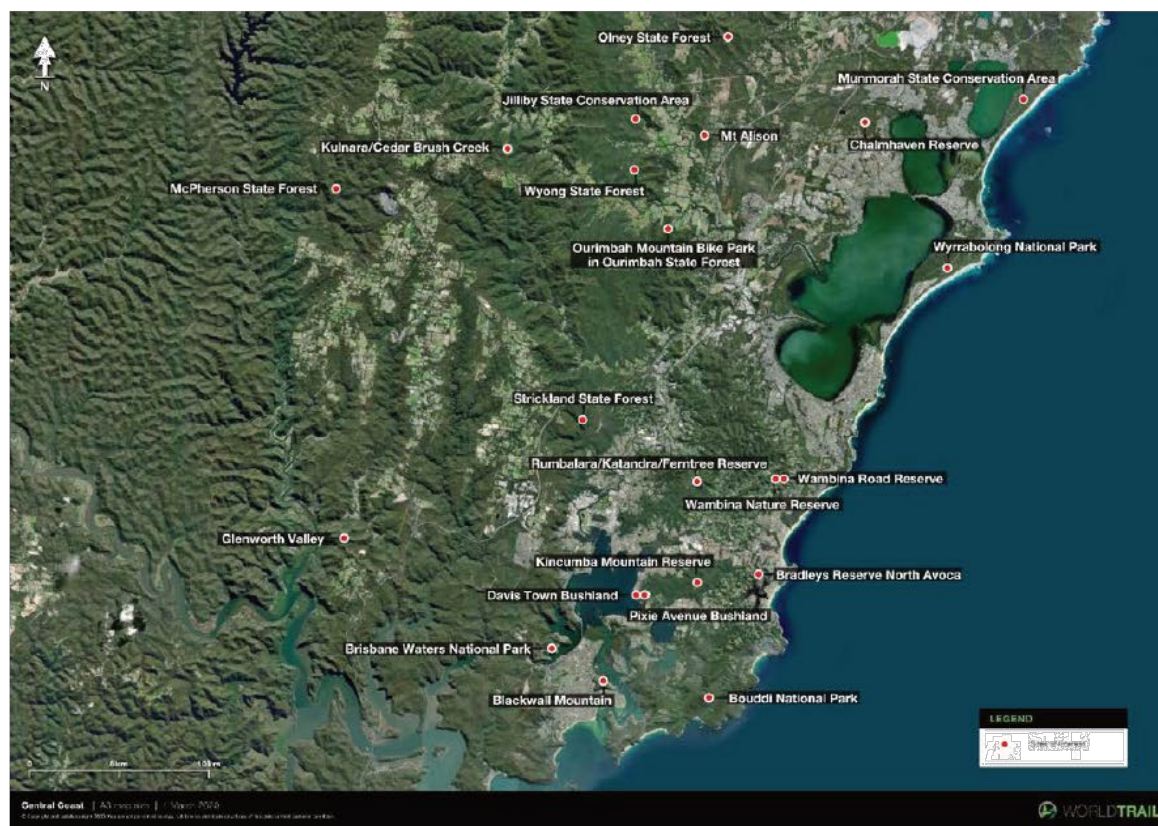 Olney State Forest
Munmorah State Conservation Area
Jilliby State Conservation Area
Mt Alison
Chalmhaven Reserve
Kulnara/Cedar Brush Creek
McPherson State Forest
Wyong State Forest
Ourimbah Mountain Bike Park
in Ourimbah State Forest
Wyrrabolong National Park
Strickland State Forest
Rumbalara/Katandra/Ferntree Reserve
Wambina Road Reserve
Wambina Nature Reserve
Glenworth Valley
Kincumba Mountain Reserve
Bradleys Reserve North Avoca
Davis Town Bushland
Pixie Avenue Bushland
Brisbane Waters National Park
Blackwall Mountain
Bouddi National Park
N
LEGEND
0
Central Coast | | March
WORLDTRAIL